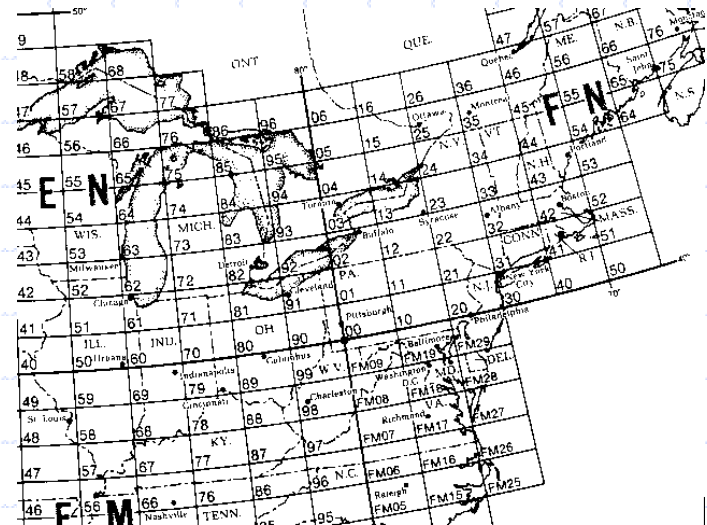 50°
47 57 67
9 ONT QUE. ME. N.B. 76 Moncton
58 68 80° Quebec 46 56 66 Saint John 75
48 77 06 16 26 36 N.S
57 67 Ottawa Montreal 45 55 F N 65 64
47 76 86 96 25 35 VT 54
46 66 95 05 15 N.Y N.H. Portland
E N 55 65 75 85 34 44 53
45 24 43
64 74 84 94 04 14 33 Boston
44 54 Toronto Syracuse Albany 42 52
WIS. MICH. 83 93 03 13 23 32 MASS.
53 63 73 Buffalo CONN 41 51
43 Milwaukee Detroit 82 92 02 12 22 R I
52 62 72 PA. 31 New York City 50 40°
42 Chicago Cleveland 01 11 21 N.J. 40
51 61 71 81 91 Pittsburgh 20 30 70°
41 OH 00 10 Philadelphia
ILL. IND. 80 90 Baltimore FM29
40 50 Urbana 60 70 Columbus W V. FM09 FM19 DEL.
Indianapolis 99 Washington D.C MD. FM28
59 69 79 89 Charleston FM08 FM18
49 Cincinnati VA. FM27
St Louis 98 Richmond FM17
58 68 78 88 FM07
48 KY. 97 FM16 FM26
57 67 77 87 N.C. FM06
47 96 FM25
66 76 86 Raleigh FM15
46 F 56 M Nashville TENN. 95 FM05